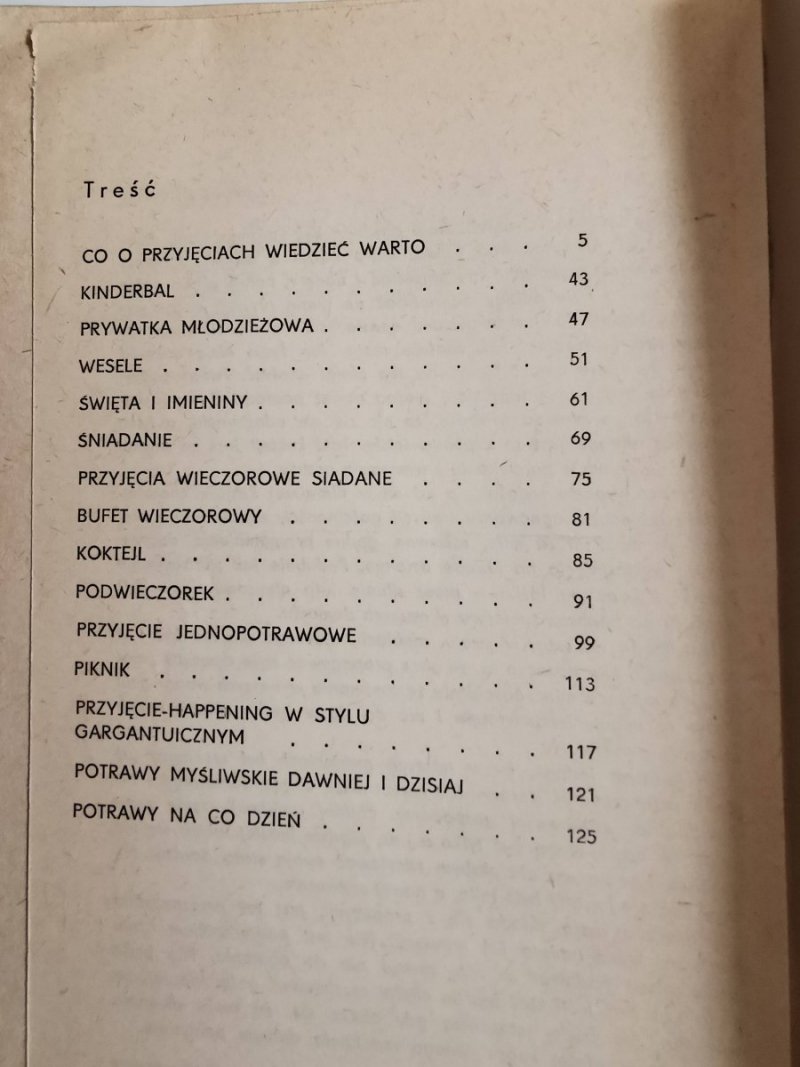 Treść
CO O PRZYJĘCIACH WIEDZIEĆ WARTO . . . 5
KINDERBAL . . . . . . . . . . . 43
PRYWATKA MŁODZIEŻOWA . . . . . . . 47
WESELE . . . . . . . . . . . . 51
ŚWIĘTA I IMIENINY . . . . . . . . . 61
ŚNIADANIE . . . . . . . . . . . 69
PRZYJĘCIA WIECZOROWE SIADANE . . . . 75
BUFET WIECZOROWY . . . . . . . . 81
KOKTEJL . . . . . . . . . . . . 85
PODWIECZOREK . . . . . . . . . . 91
PRZYJĘCIE JEDNOPOTRAWOWE . . . . . 99
PIKNIK . . . . . . . . . . . . 113
PRZYJĘCIE-HAPPENING W STYLU
GARGANTUICZNYM . . . . . . . . 117
POTRAWY MYŚLIWSKIE DAWNIEJ I DZISIAJ . . 121
POTRAWY NA CO DZIEŃ . . . . . . . 125